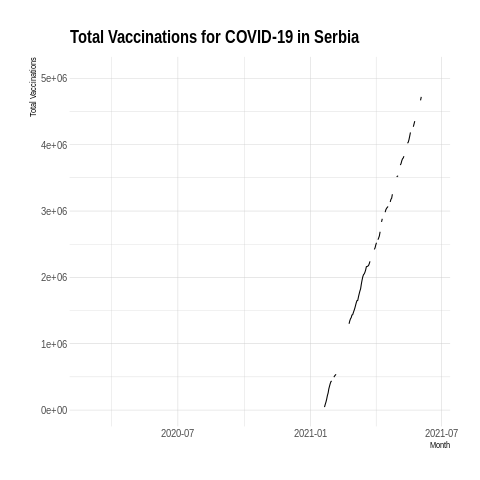 Total Vaccinations for COVID-19 in Serbia
Total Vaccinations
5e+06
4e+06
3e+06
2e+06
1e+06
0e+00
2020-07
2021-01
2021-07
Month